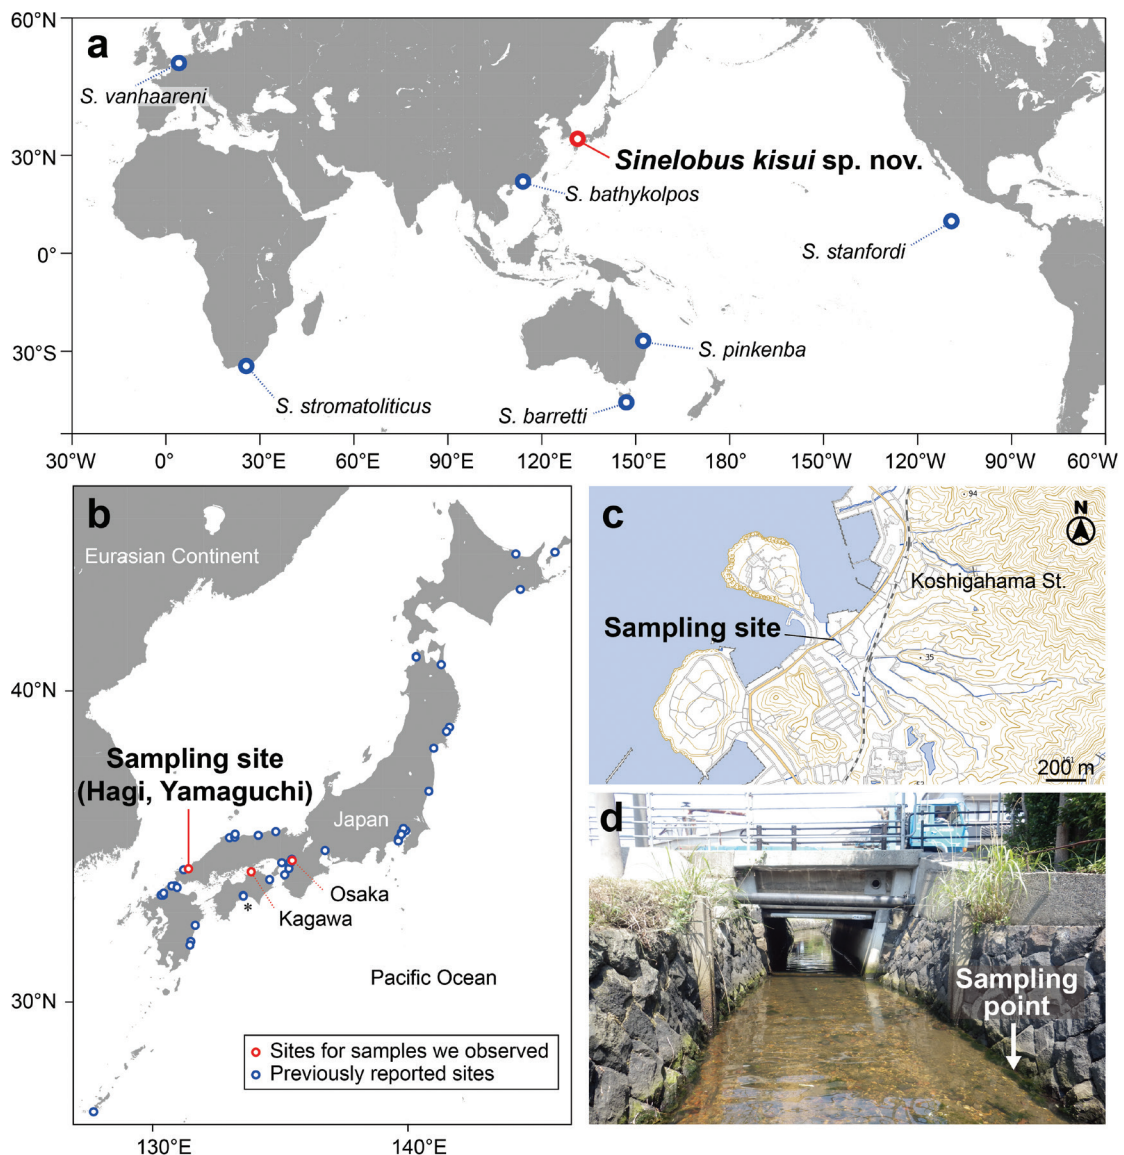 a
60°N
30°N
0°
30°S
S. vanhaareni
Sinelobus kisui sp. nov.
S. bathykolpos
S. stanfordi
S. pinkenba
S. stromatoliticus
S. barretti
30°W 0° 30°E 60°E 90°E 120°E 150°E 180° 150°W 120°W 90°W 60°W
b
Eurasian Continent
40°N
30°N
Sampling site
(Hagi, Yamaguchi)
Japan
Osaka
Kagawa
*
Pacific Ocean
Sites for samples we observed
Previously reported sites
130°E 140°E
c
94
N
Koshigahama St.
Sampling site
35
200 m
d
Sampling
point